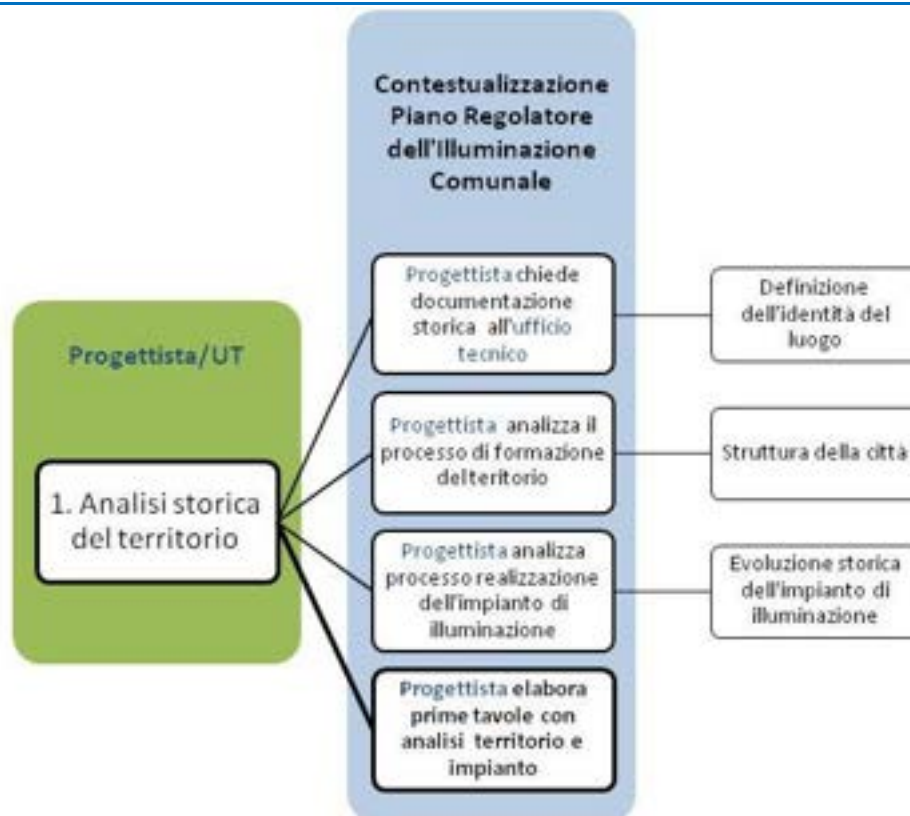 Contestualizzazione
Piano Regolatore
dell'Illuminazione
Comunale
Progettista/UT
1. Analisi storica
del territorio
Progettista chiede
documentazione
storica all'ufficio
tecnico
Definizione
dell'identità del
luogo
Progettista analizza il
processo di formazione
del teritorio
Struttura della città
Progettista analizza
processo realizzazione
dell'impianto di
illuminazione
Evoluzione storica
dell'impianto di
illuminazione
Progettista elabora
prime tavole con
analisi territorio e
impianto